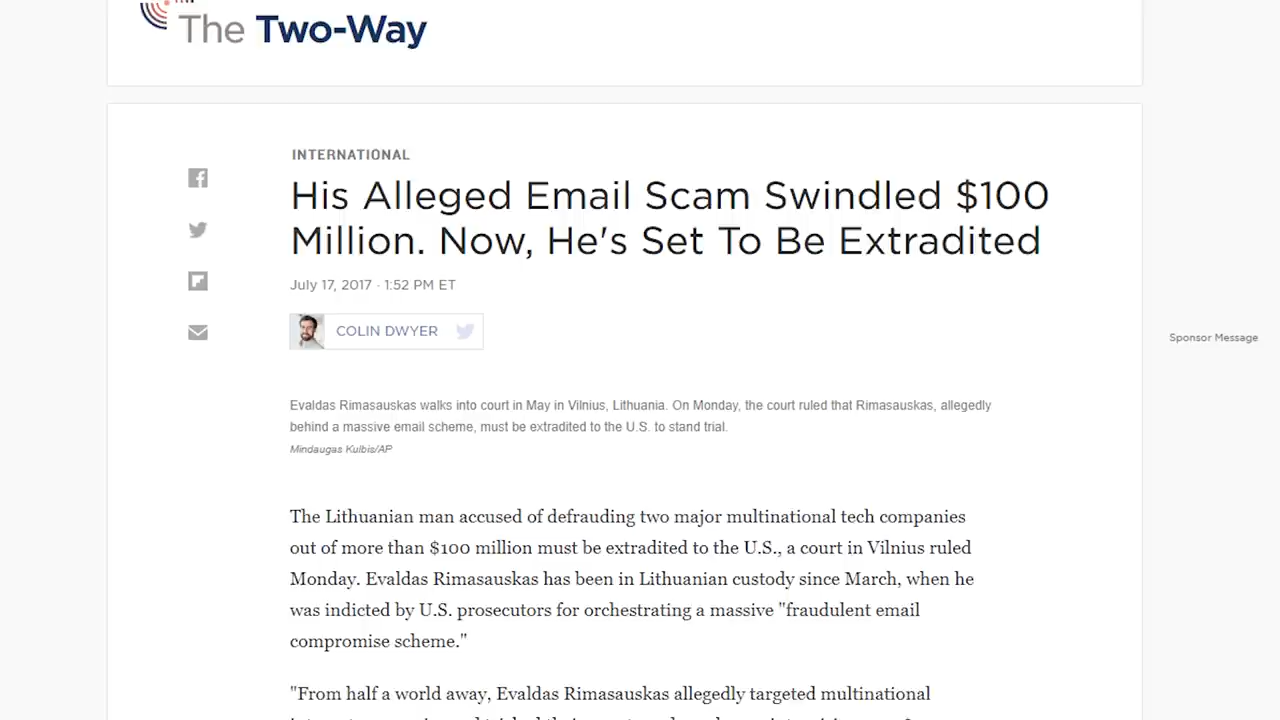 The Two-Way
INTERNATIONAL
His Alleged Email Scam Swindled $100
Million. Now, He's Set To Be Extradited
July 17, 2017 · 1:52 PM ET
COLIN DWYER
Sponsor Message
Evaldas Rimasauskas walks into court in May in Vilnius, Lithuania. On Monday, the court ruled that Rimasauskas, allegedly
behind a massive email scheme, must be extradited to the U.S. to stand trial.
Mindaugas Kulbis/AP
The Lithuanian man accused of defrauding two major multinational tech companies
out of more than $100 million must be extradited to the U.S., a court in Vilnius ruled
Monday. Evaldas Rimasauskas has been in Lithuanian custody since March, when he
was indicted by U.S. prosecutors for orchestrating a massive "fraudulent email
compromise scheme."
"From half a world away, Evaldas Rimasauskas allegedly targeted multinational